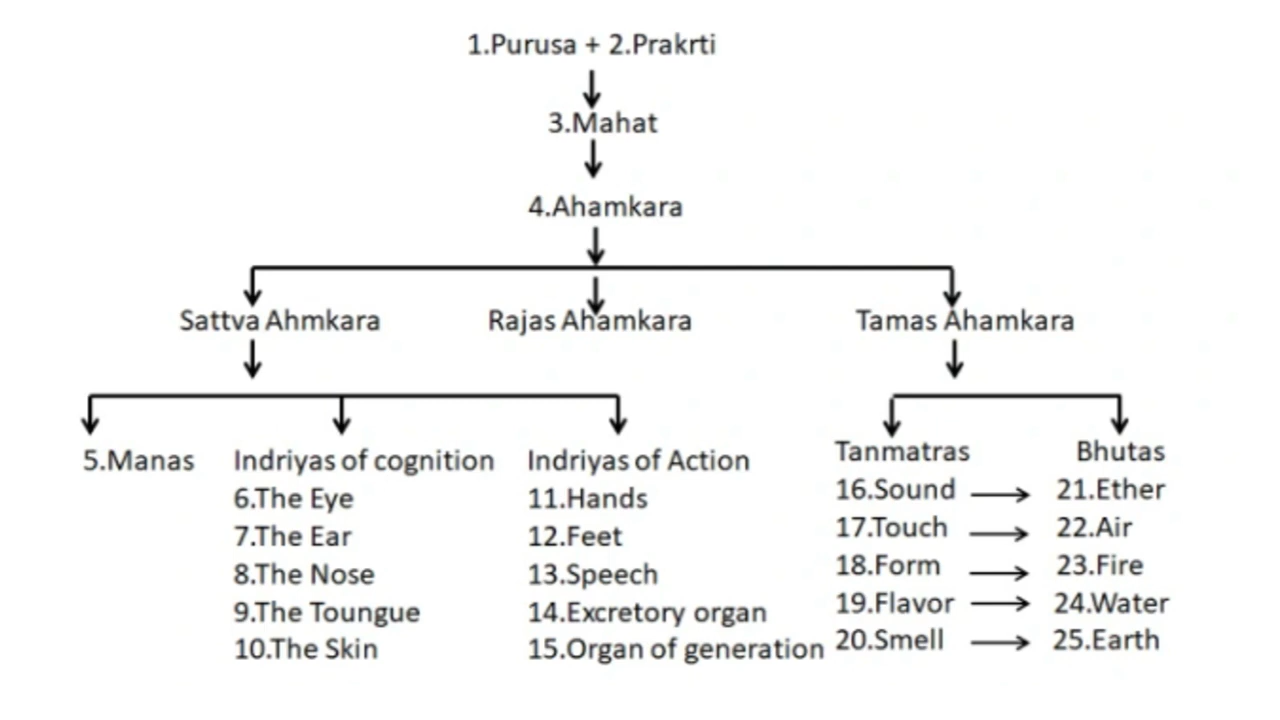 1.Purusa + 2.Prakrti
3.Mahat
4.Ahamkara
Sattva Ahmkara
Rajas Ahamkara
Tamas Ahamkara
5.Manas
Indriyas of cognition
6.The Eye
7.The Ear
8.The Nose
9.The Toungue
10.The Skin
Indriyas of Action
11.Hands
12.Feet
13.Speech
14.Excretory organ
15.Organ of generation
Tanmatras
16.Sound
17.Touch
18.Form
19.Flavor
20.Smell
Bhutas
21.Ether
22.Air
23.Fire
24.Water
25.Earth